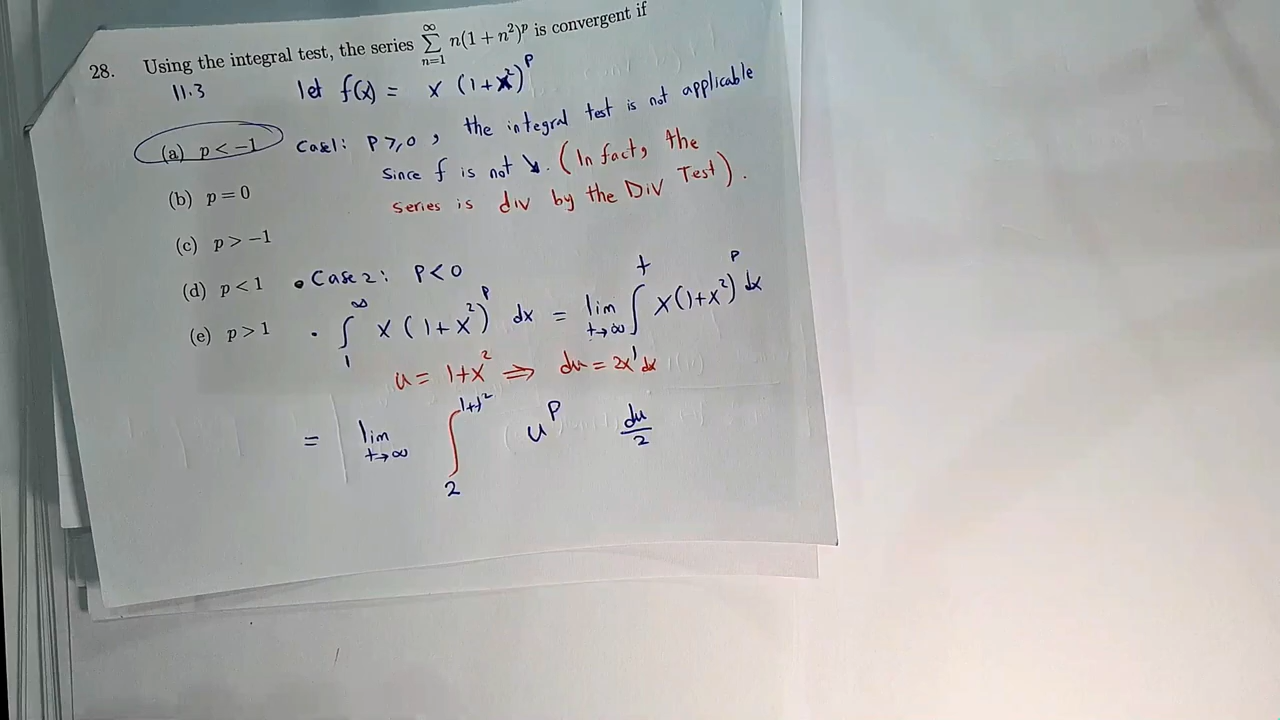 28. Using the integral test, the series ∑_{n=1}^{∞} n(1 + n²)^p is convergent if
11.3 let f(x) = x (1+x²)^p
(a) p < −1 Case1: P ≥ 0, the integral test is not applicable
since f is not ↘. (In fact, the
series is div by the Div Test).
(b) p = 0
(c) p > −1
(d) p < 1 • Case 2: P < 0
(e) p > 1 • ∫_1^∞ x (1+x²)^p dx = lim_{t→∞} ∫_1^t x(1+x²)^p dx
u = 1+x² ⇒ du = 2x dx
= lim_{t→∞} ∫_2^{1+t²} u^p du/2